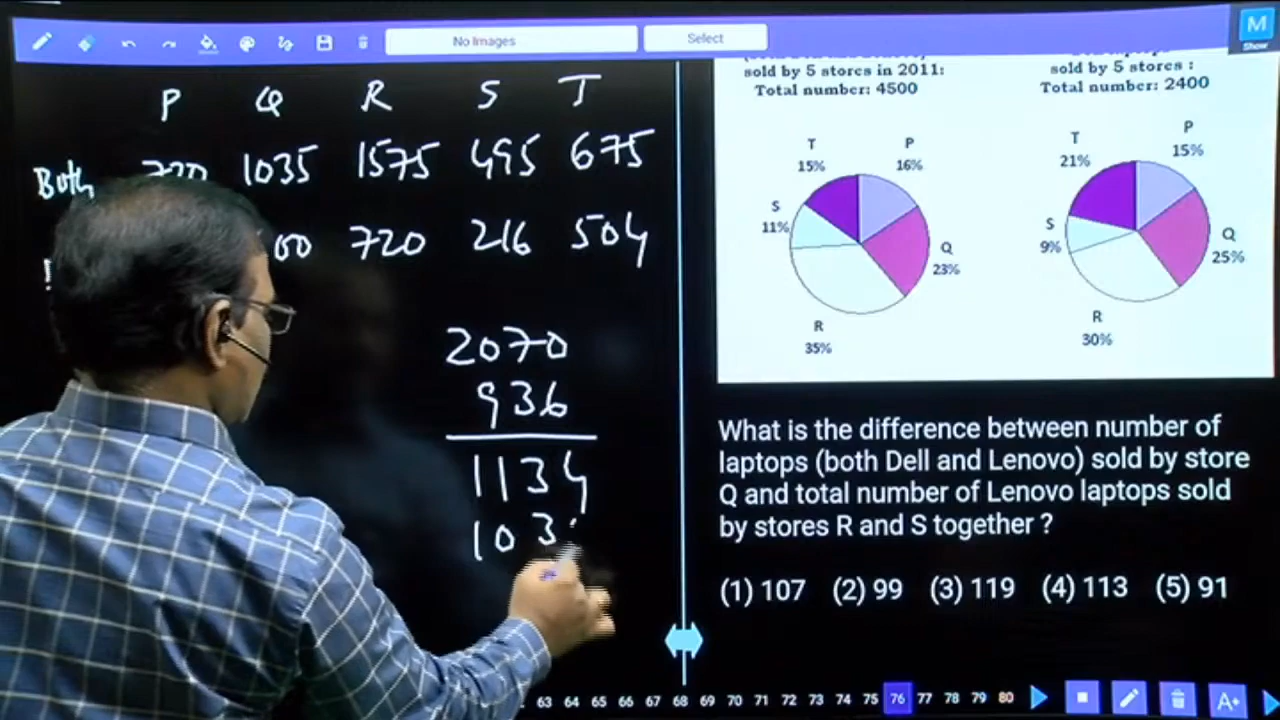 No Images
Select
M
Show
P Q R S T
Both 720 1035 1575 495 675
00 720 216 504
2070
936
1134
103
sold by 5 stores in 2011:
Total number: 4500
T
15%
P
16%
S
11%
Q
23%
R
35%
sold by 5 stores :
Total number: 2400
T
21%
P
15%
S
9%
Q
25%
R
30%
What is the difference between number of
laptops (both Dell and Lenovo) sold by store
Q and total number of Lenovo laptops sold
by stores R and S together ?
(1) 107 (2) 99 (3) 119 (4) 113 (5) 91
63 64 65 66 67 68 69 70 71 72 73 74 75 76 77 78 79 80
A+